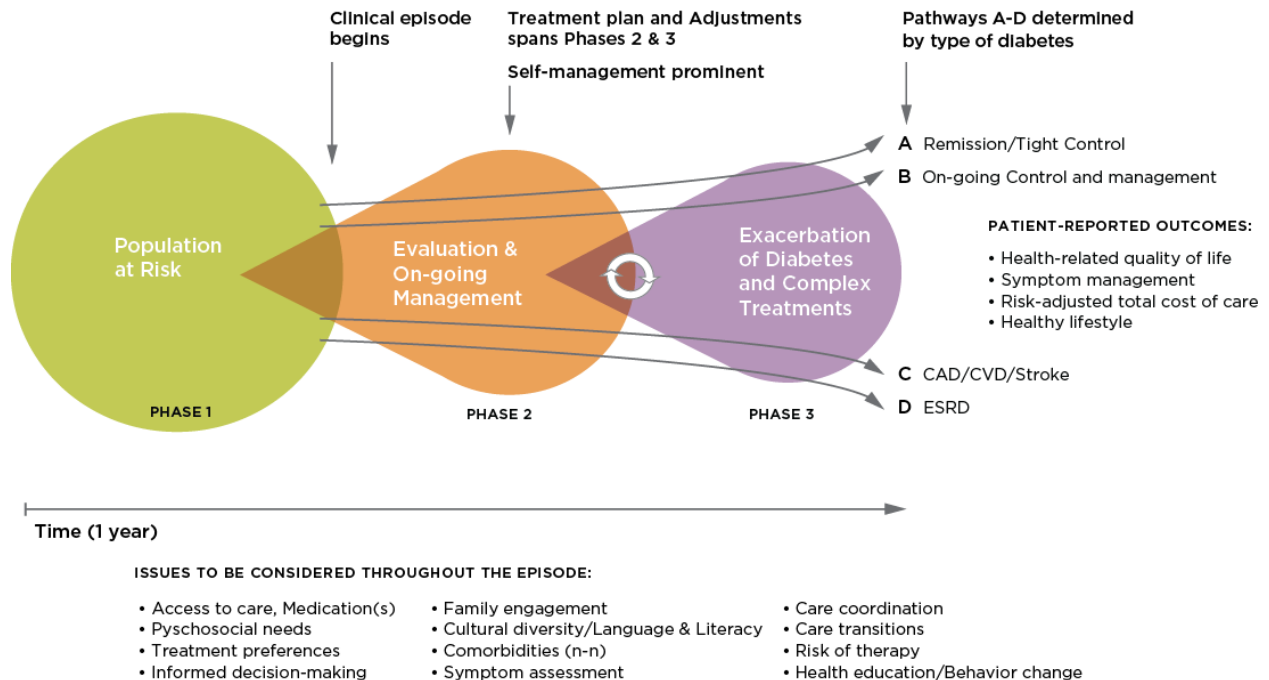 Clinical episode
begins
Treatment plan and Adjustments
spans Phases 2 & 3
Self-management prominent
Pathways A-D determined
by type of diabetes
A Remission/Tight Control
B On-going Control and management
Population
at Risk
Evaluation &
On-going
Management
Exacerbation
of Diabetes
and Complex
Treatments
PATIENT-REPORTED OUTCOMES:
• Health-related quality of life
• Symptom management
• Risk-adjusted total cost of care
• Healthy lifestyle
C CAD/CVD/Stroke
D ESRD
PHASE 1
PHASE 2
PHASE 3
Time (1 year)
ISSUES TO BE CONSIDERED THROUGHOUT THE EPISODE:
• Access to care, Medication(s)
• Pyschosocial needs
• Treatment preferences
• Informed decision-making
• Family engagement
• Cultural diversity/Language & Literacy
• Comorbidities (n-n)
• Symptom assessment
• Care coordination
• Care transitions
• Risk of therapy
• Health education/Behavior change